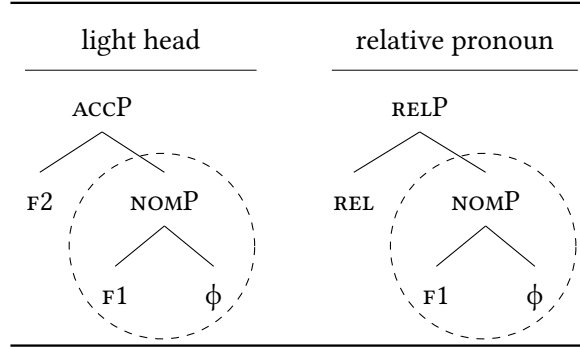 light head relative pronoun
ACCP RELP
F2 NOMP REL NOMP
F1 ϕ F1 ϕ